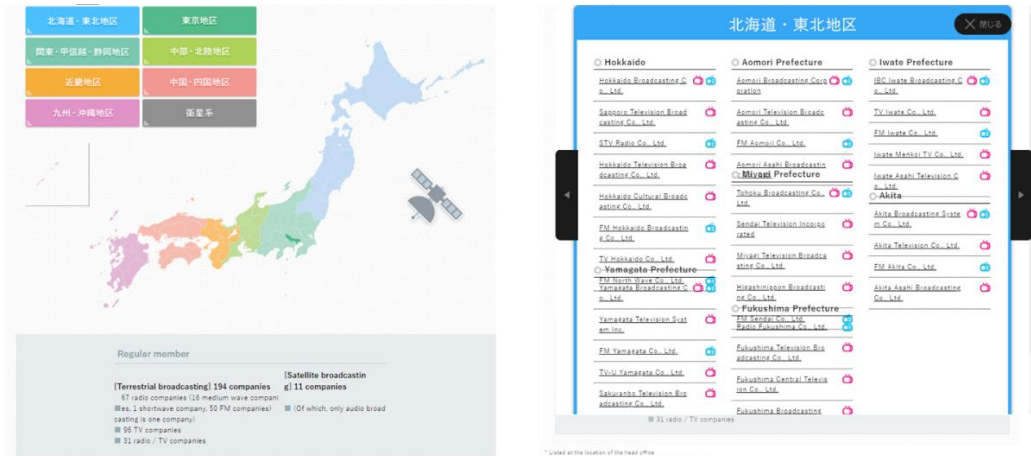 北海道・東北地区
東京地区
関東・甲信越・静岡地区
中部・北陸地区
近畿地区
中国・四国地区
九州・沖縄地区
衛星系
Regular member
[Terrestrial broadcasting] 194 companies
67 radio companies (16 medium wave compani
es, 1 shortwave company, 50 FM companies)
96 TV companies
31 radio / TV companies
[Satellite broadcastin
g] 11 companies
(Of which, only audio broad
casting is one company)
北海道・東北地区
閉じる
Hokkaido
Hokkaido Broadcasting C
o., Ltd.
Sapporo Television Broad
casting Co., Ltd.
STV Radio Co., Ltd.
Hokkaido Television Broa
dcasting Co., Ltd.
Hokkaido Cultural Broadc
asting Co., Ltd.
FM Hokkaido Broadcastin
g Co., Ltd.
TV Hokkaido Co., Ltd.
FM North Wave Co., Ltd.
Yamagata Prefecture
Yamagata Broadcasting C
o., Ltd.
Yamagata Television Syst
em Inc.
FM Yamagata Co., Ltd.
TV-U Yamagata Co., Ltd.
Sakuranbo Television Bro
adcasting Co., Ltd.
Aomori Prefecture
Aomori Broadcasting Corp
oration
Aomori Television Broadc
asting Co., Ltd.
FM Aomori Co., Ltd.
Aomori Asahi Broadcastin
Miyagi Prefecture
Tohoku Broadcasting Co.,
Ltd.
Sendai Television Incorpo
rated
Miyagi Television Broadca
sting Co., Ltd.
Higashinippon Broadcasti
ng Co., Ltd.
FM Sendai Co., Ltd.
Fukushima Prefecture
Radio Fukushima Co., Ltd.
Fukushima Television Bro
adcasting Co., Ltd.
Fukushima Central Televis
ion Co., Ltd.
Fukushima Broadcasting
Iwate Prefecture
IBC Iwate Broadcasting C
o., Ltd.
TV Iwate Co., Ltd.
FM Iwate Co., Ltd.
Iwate Menkoi TV Co., Ltd.
Iwate Asahi Television C
o., Ltd.
Akita
Akita Broadcasting Syste
m Co., Ltd.
Akita Television Co., Ltd.
FM Akita Co., Ltd.
Akita Asahi Broadcasting
Co., Ltd.
31 radio / TV companies
* Listed at the location of the head office